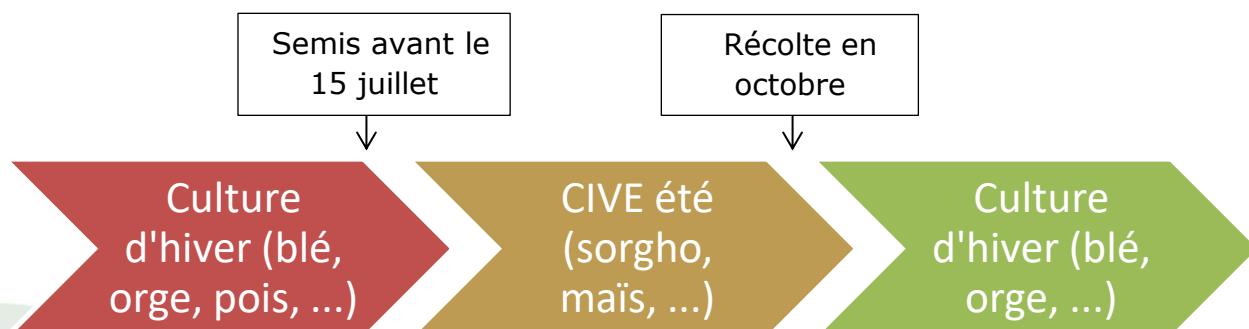 Semis avant le
15 juillet
Récolte en
octobre
Culture
d'hiver (blé,
orge, pois, ...)
CIVE été
(sorgho,
maïs, ...)
Culture
d'hiver (blé,
orge, ...)